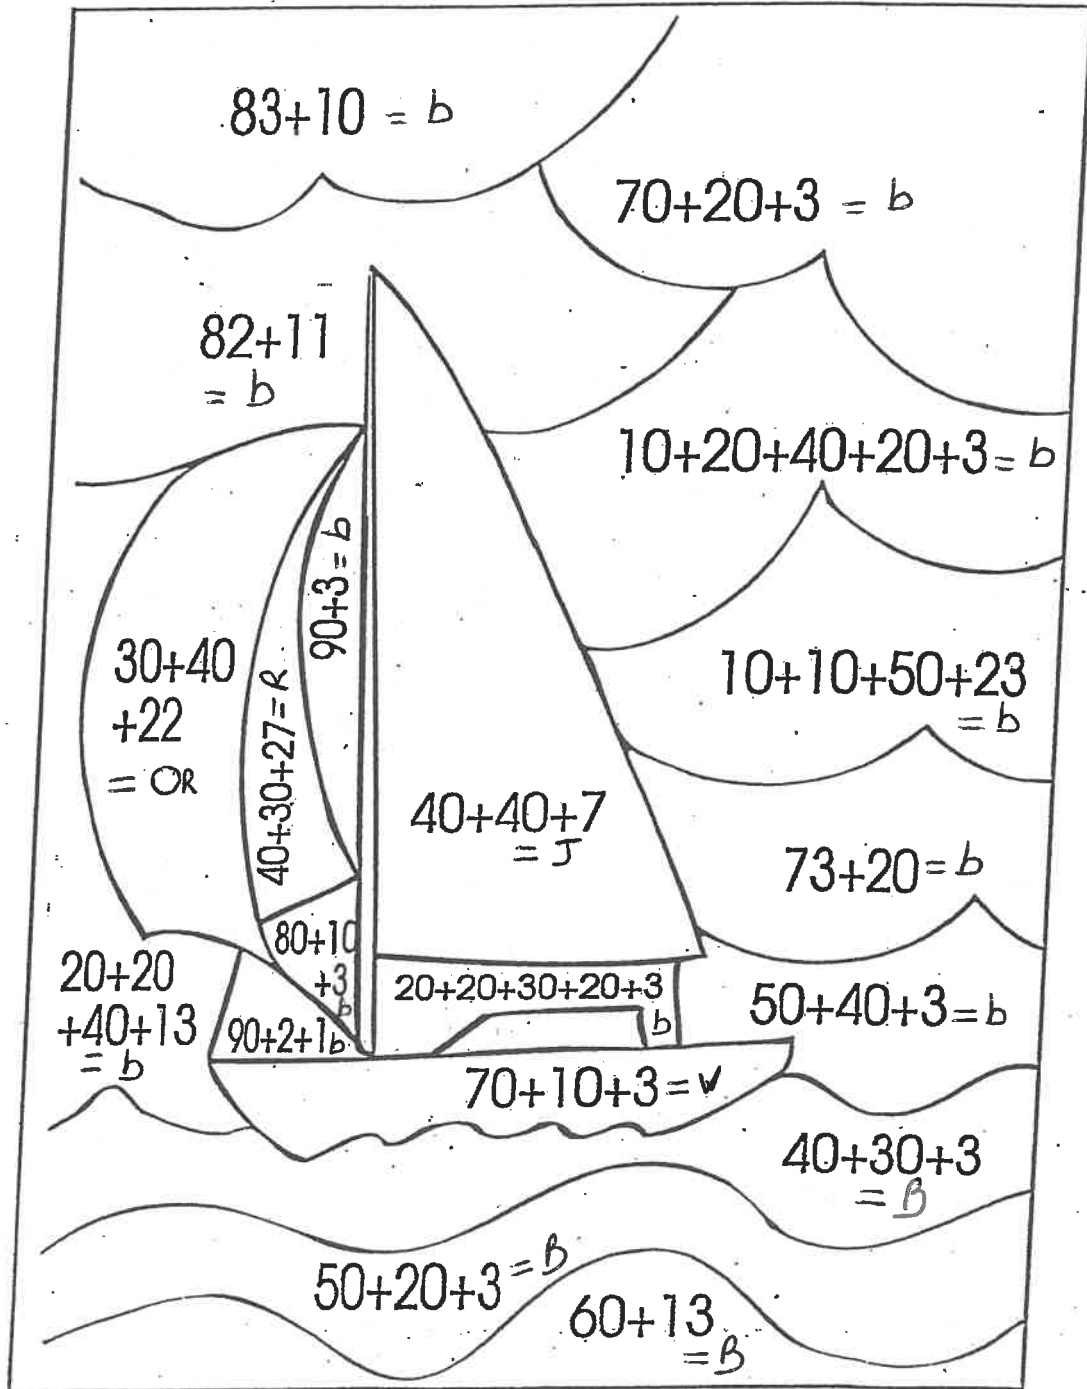 83+10 = b
70+20+3 = b
82+11
= b
10+20+40+20+3 = b
90+3 = b
30+40
+22
= OR
40+30+27 = R
10+10+50+23
= b
40+40+7
= J
73+20 = b
80+10
+3
b
20+20
+40+13
= b
90+2+1 b
20+20+30+20+3
b
50+40+3 = b
70+10+3 = W
40+30+3
= B
50+20+3 = B
60+13
= B